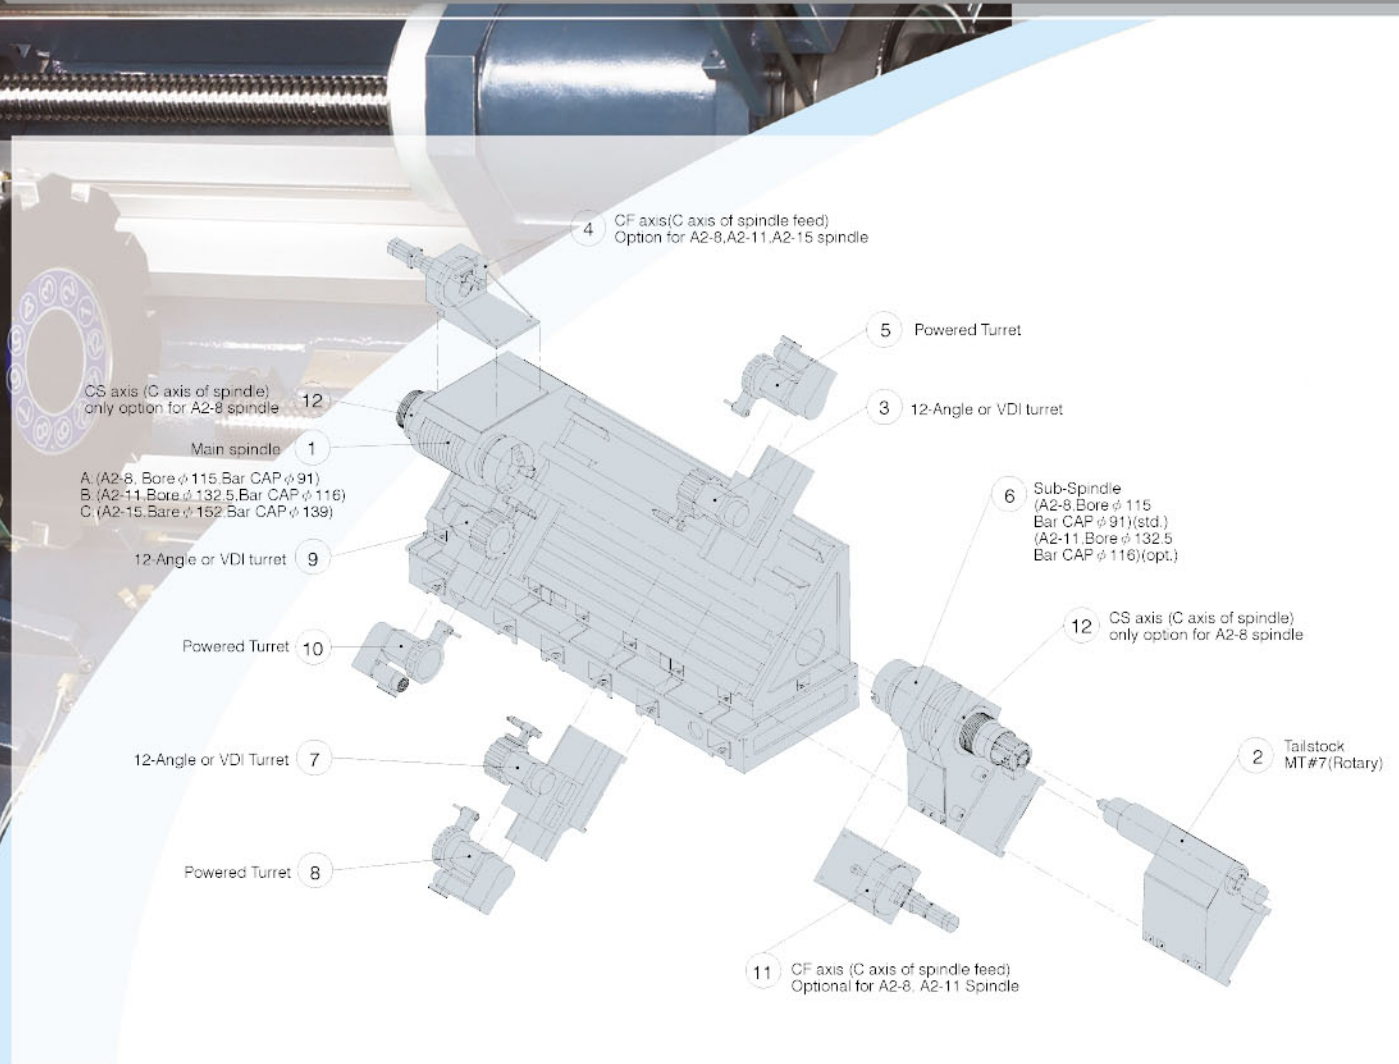 4
CF axis(C axis of spindle feed)
Option for A2-8,A2-11,A2-15 spindle
5
Powered Turret
3
12-Angle or VDI turret
CS axis (C axis of spindle)
only option for A2-8 spindle
12
Main spindle
1
A:(A2-8, Bore φ 115,Bar CAP φ 91)
B:(A2-11,Bore φ 132.5,Bar CAP φ 116)
C:(A2-15,Bare φ 152,Bar CAP φ 139)
6
Sub-Spindle
(A2-8,Bore φ 115
Bar CAP φ 91)(std.)
(A2-11,Bore φ 132.5
Bar CAP φ 116)(opt.)
12-Angle or VDI turret
9
12
CS axis (C axis of spindle)
only option for A2-8 spindle
Powered Turret
10
12-Angle or VDI Turret
7
2
Tailstock
MT#7(Rotary)
Powered Turret
8
11
CF axis (C axis of spindle feed)
Optional for A2-8, A2-11 Spindle